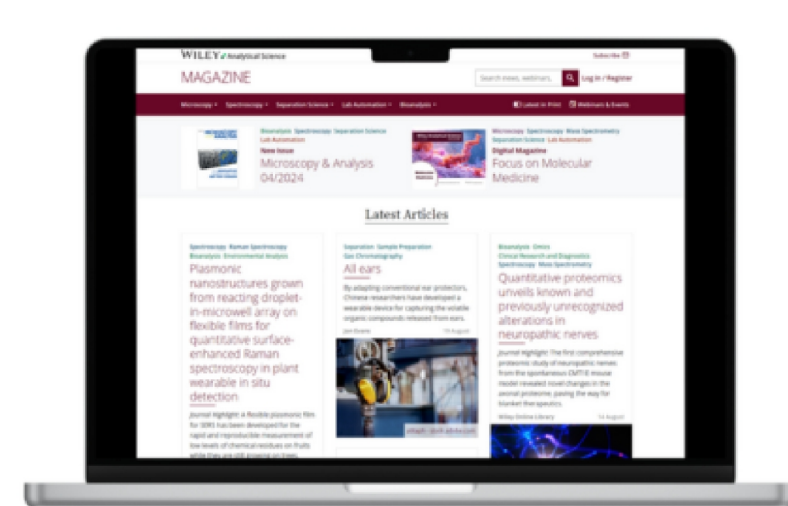 WILEY Analytical Science
Subscribe
MAGAZINE
Search news, webinars,
Log In / Register
Microscopy
Spectroscopy
Separation Science
Lab Automation
Bioanalysis
Latest in Print
Webinars & Events
Bioanalysis Spectroscopy Separation Science
Lab Automation
New Issue
Microscopy & Analysis
04/2024
Microscopy Spectroscopy Mass Spectrometry
Separation Science Lab Automation
Digital Magazine
Focus on Molecular
Medicine
Latest Articles
Spectroscopy Raman Spectroscopy
Bioanalysis Environmental Analysis
Plasmonic
nanostructures grown
from reacting droplet-
in-microwell array on
flexible films for
quantitative surface-
enhanced Raman
spectroscopy in plant
wearable in situ
detection
Journal Highlight: A flexible plasmonic film
for SERS has been developed for the
rapid and reproducible measurement of
low levels of chemical residues on fruits
while they are still growing on trees.
Separation Sample Preparation
Gas Chromatography
All ears
By adapting conventional ear protectors,
Chinese researchers have developed a
wearable device for capturing the volatile
organic compounds released from ears.
Jon Evans
19 August
Bioanalysis Omics
Clinical Research and Diagnostics
Spectroscopy Mass Spectrometry
Quantitative proteomics
unveils known and
previously unrecognized
alterations in
neuropathic nerves
Journal Highlight: The first comprehensive
proteomic study of neuropathic nerves
from the spontaneous CMT1E mouse
model revealed novel changes in the
axonal proteome, paving the way for
blanket therapeutics.
Wiley Online Library
16 August